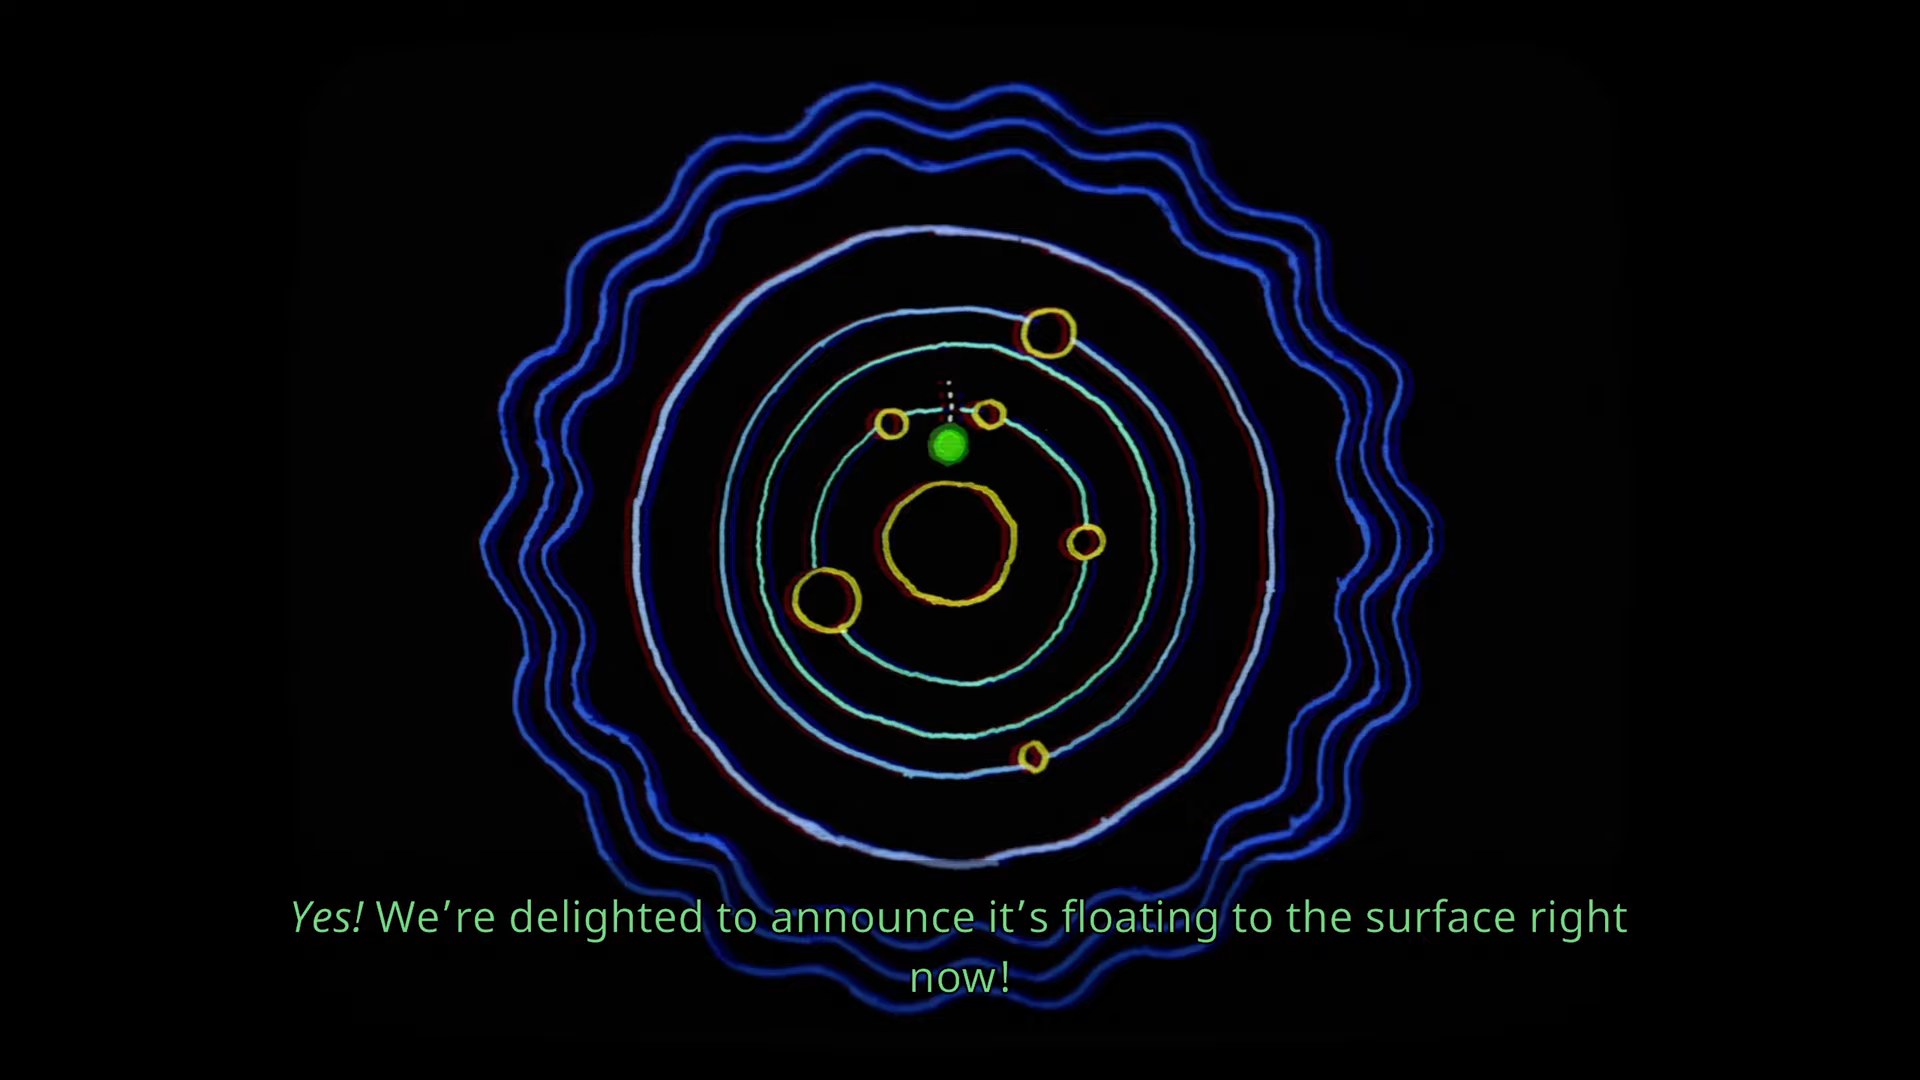 Yes! We’re delighted to announce it’s floating to the surface right
now!